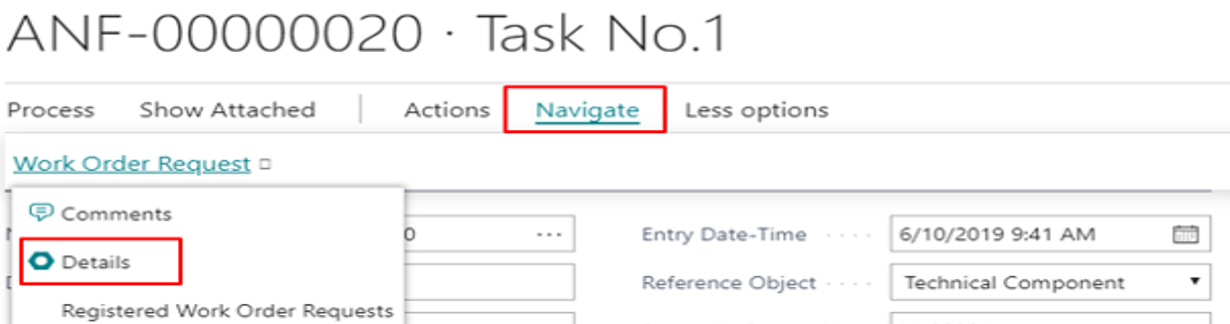 ANF-00000020 · Task No.1
Process Show Attached Actions Navigate Less options
Work Order Request
Comments
0 ··· Entry Date-Time 6/10/2019 9:41 AM
Details
Reference Object Technical Component
Registered Work Order Requests